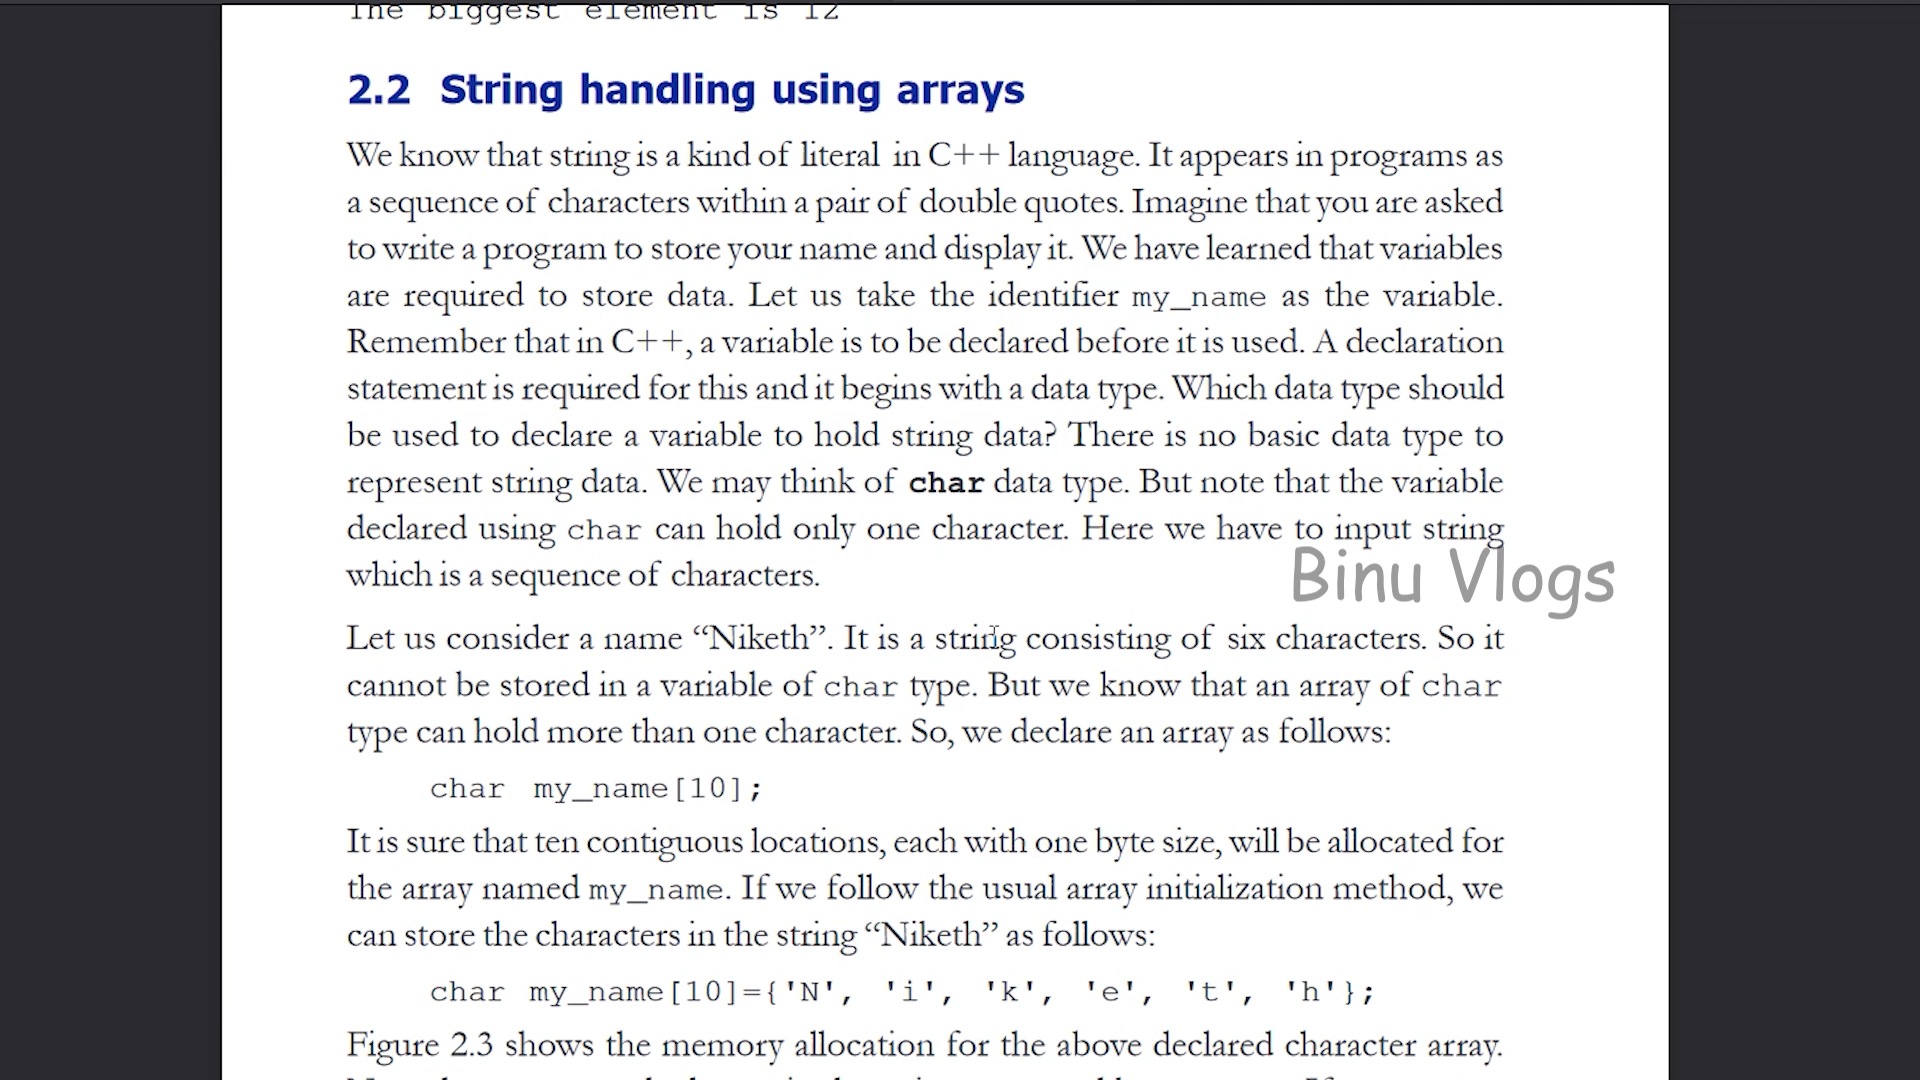 The biggest element is 12
2.2 String handling using arrays
We know that string is a kind of literal in C++ language. It appears in programs as
a sequence of characters within a pair of double quotes. Imagine that you are asked
to write a program to store your name and display it. We have learned that variables
are required to store data. Let us take the identifier my_name as the variable.
Remember that in C++, a variable is to be declared before it is used. A declaration
statement is required for this and it begins with a data type. Which data type should
be used to declare a variable to hold string data? There is no basic data type to
represent string data. We may think of char data type. But note that the variable
declared using char can hold only one character. Here we have to input string
which is a sequence of characters.
Binu Vlogs
Let us consider a name “Niketh”. It is a string consisting of six characters. So it
cannot be stored in a variable of char type. But we know that an array of char
type can hold more than one character. So, we declare an array as follows:
char my_name[10];
It is sure that ten contiguous locations, each with one byte size, will be allocated for
the array named my_name. If we follow the usual array initialization method, we
can store the characters in the string “Niketh” as follows:
char my_name[10]={'N', 'i', 'k', 'e', 't', 'h'};
Figure 2.3 shows the memory allocation for the above declared character array.